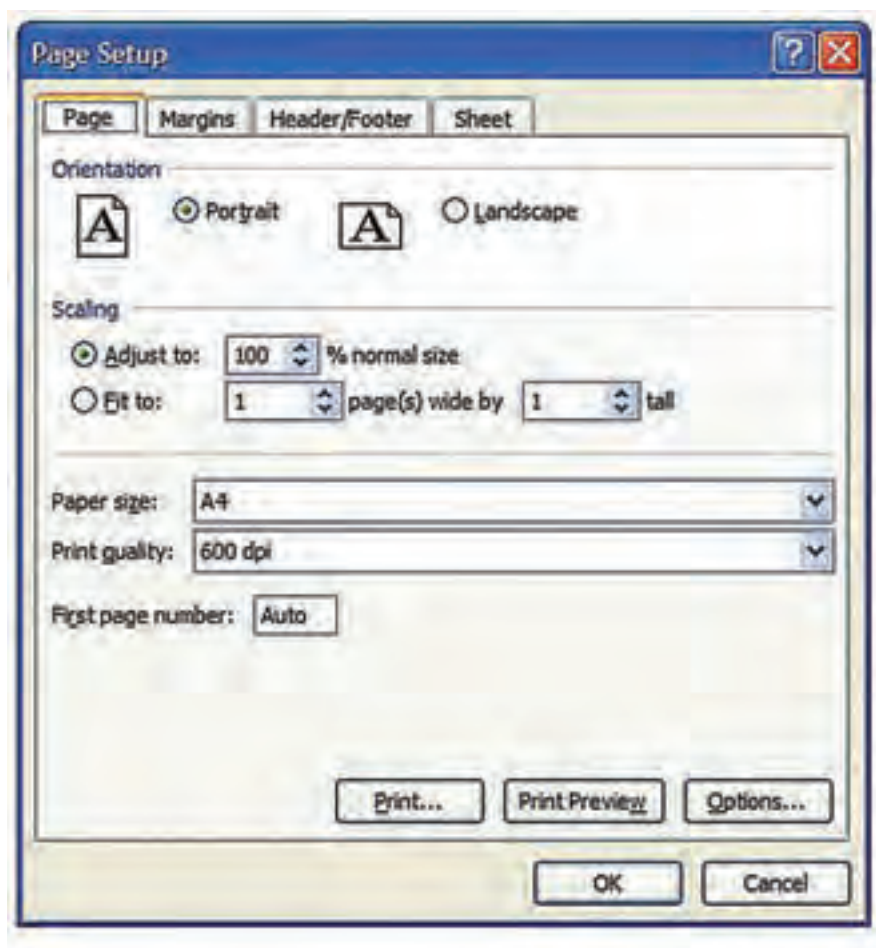 Page Setup
Page Margins Header/Footer Sheet
Orientation
A Portrait A Landscape
Scaling
Adjust to: 100 % normal size
Fit to: 1 page(s) wide by 1 tall
Paper size: A4
Print quality: 600 dpi
First page number: Auto
Print... Print Preview Options...
OK Cancel